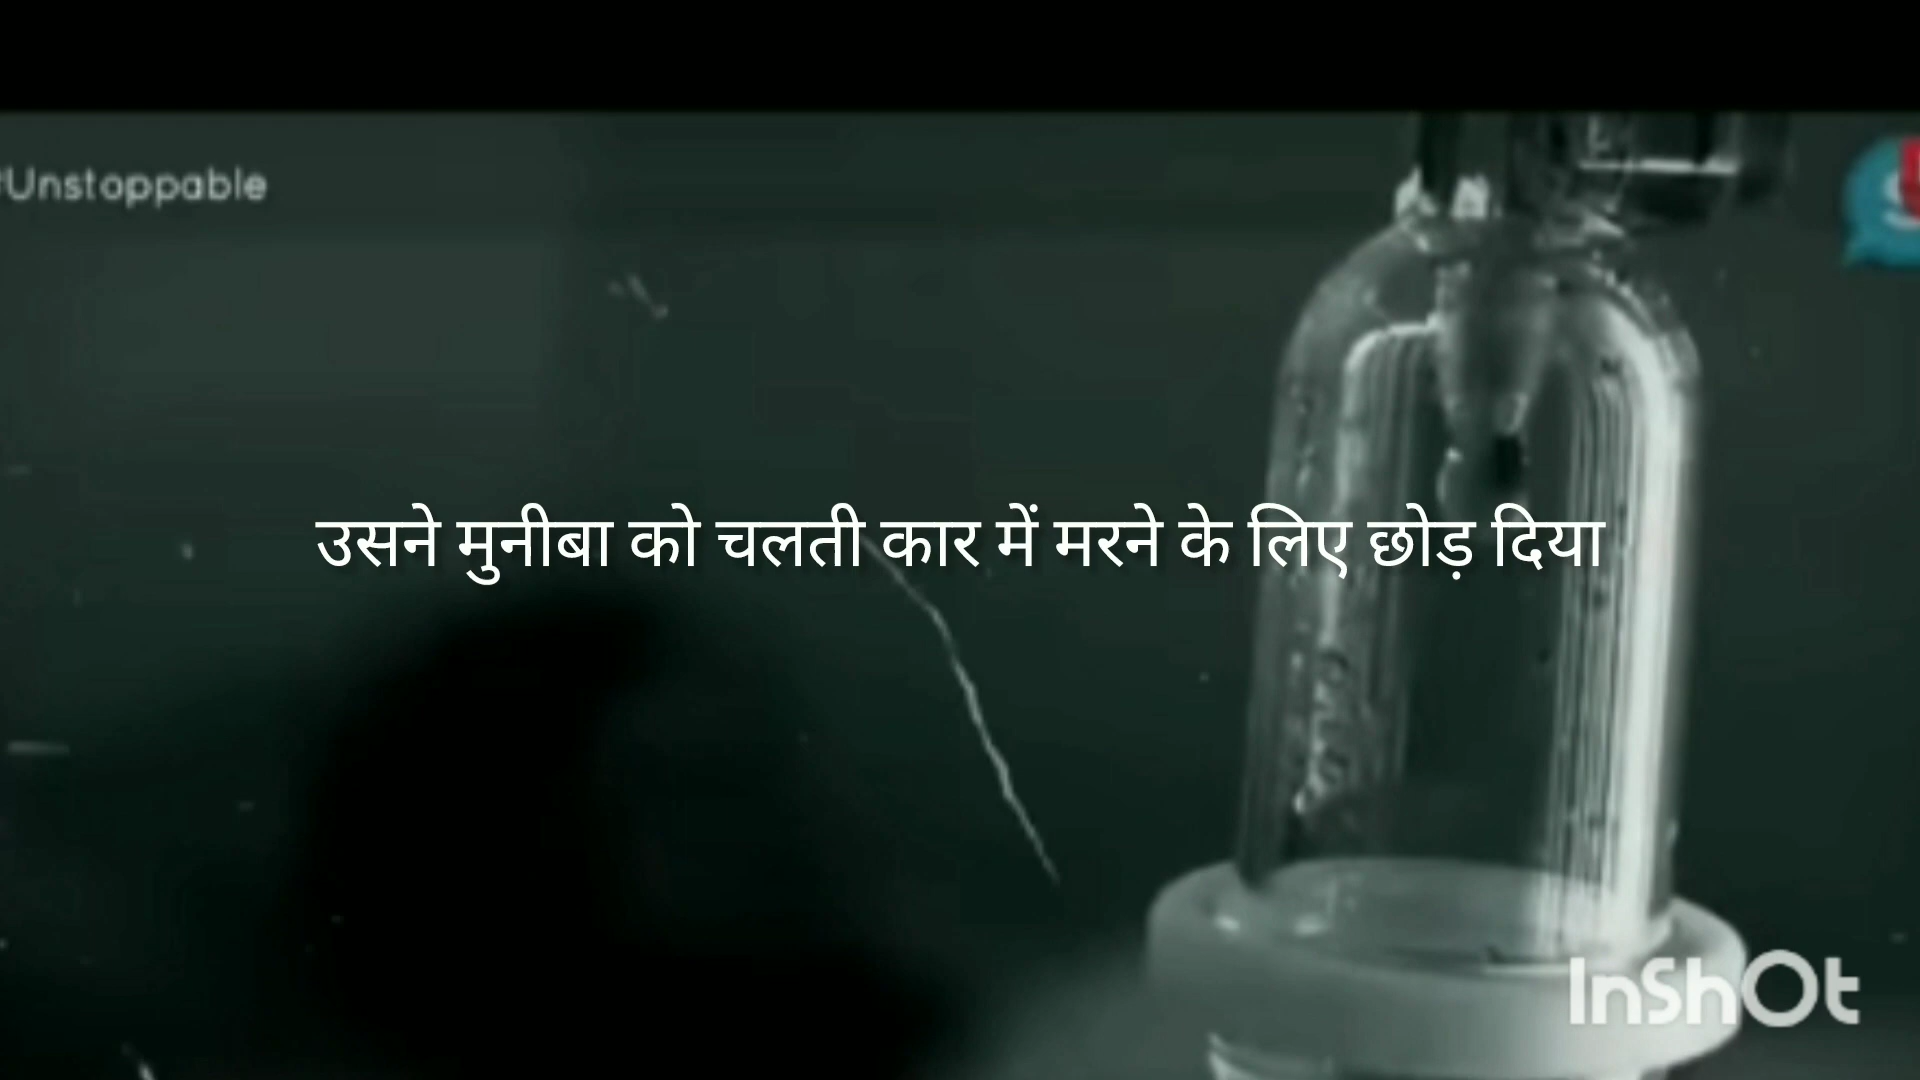 Unstoppable
उसने मुनीबा को चलती कार में मरने के लिए छोड़ दिया
InShOt